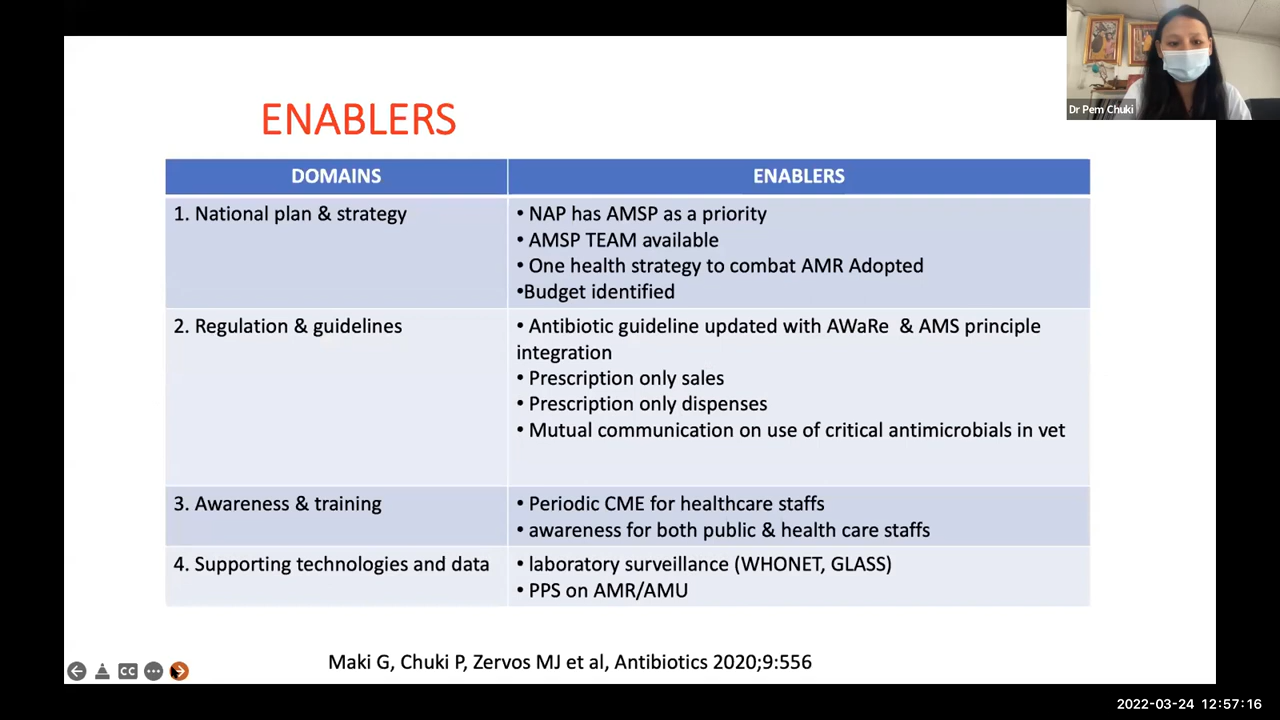 Dr Pem Chuki
ENABLERS
DOMAINS
ENABLERS
1. National plan & strategy
• NAP has AMSP as a priority
• AMSP TEAM available
• One health strategy to combat AMR Adopted
•Budget identified
2. Regulation & guidelines
• Antibiotic guideline updated with AWaRe & AMS principle
integration
• Prescription only sales
• Prescription only dispenses
• Mutual communication on use of critical antimicrobials in vet
3. Awareness & training
• Periodic CME for healthcare staffs
• awareness for both public & health care staffs
4. Supporting technologies and data
• laboratory surveillance (WHONET, GLASS)
• PPS on AMR/AMU
Maki G, Chuki P, Zervos MJ et al, Antibiotics 2020;9:556
CC
2022-03-24 12:57:16